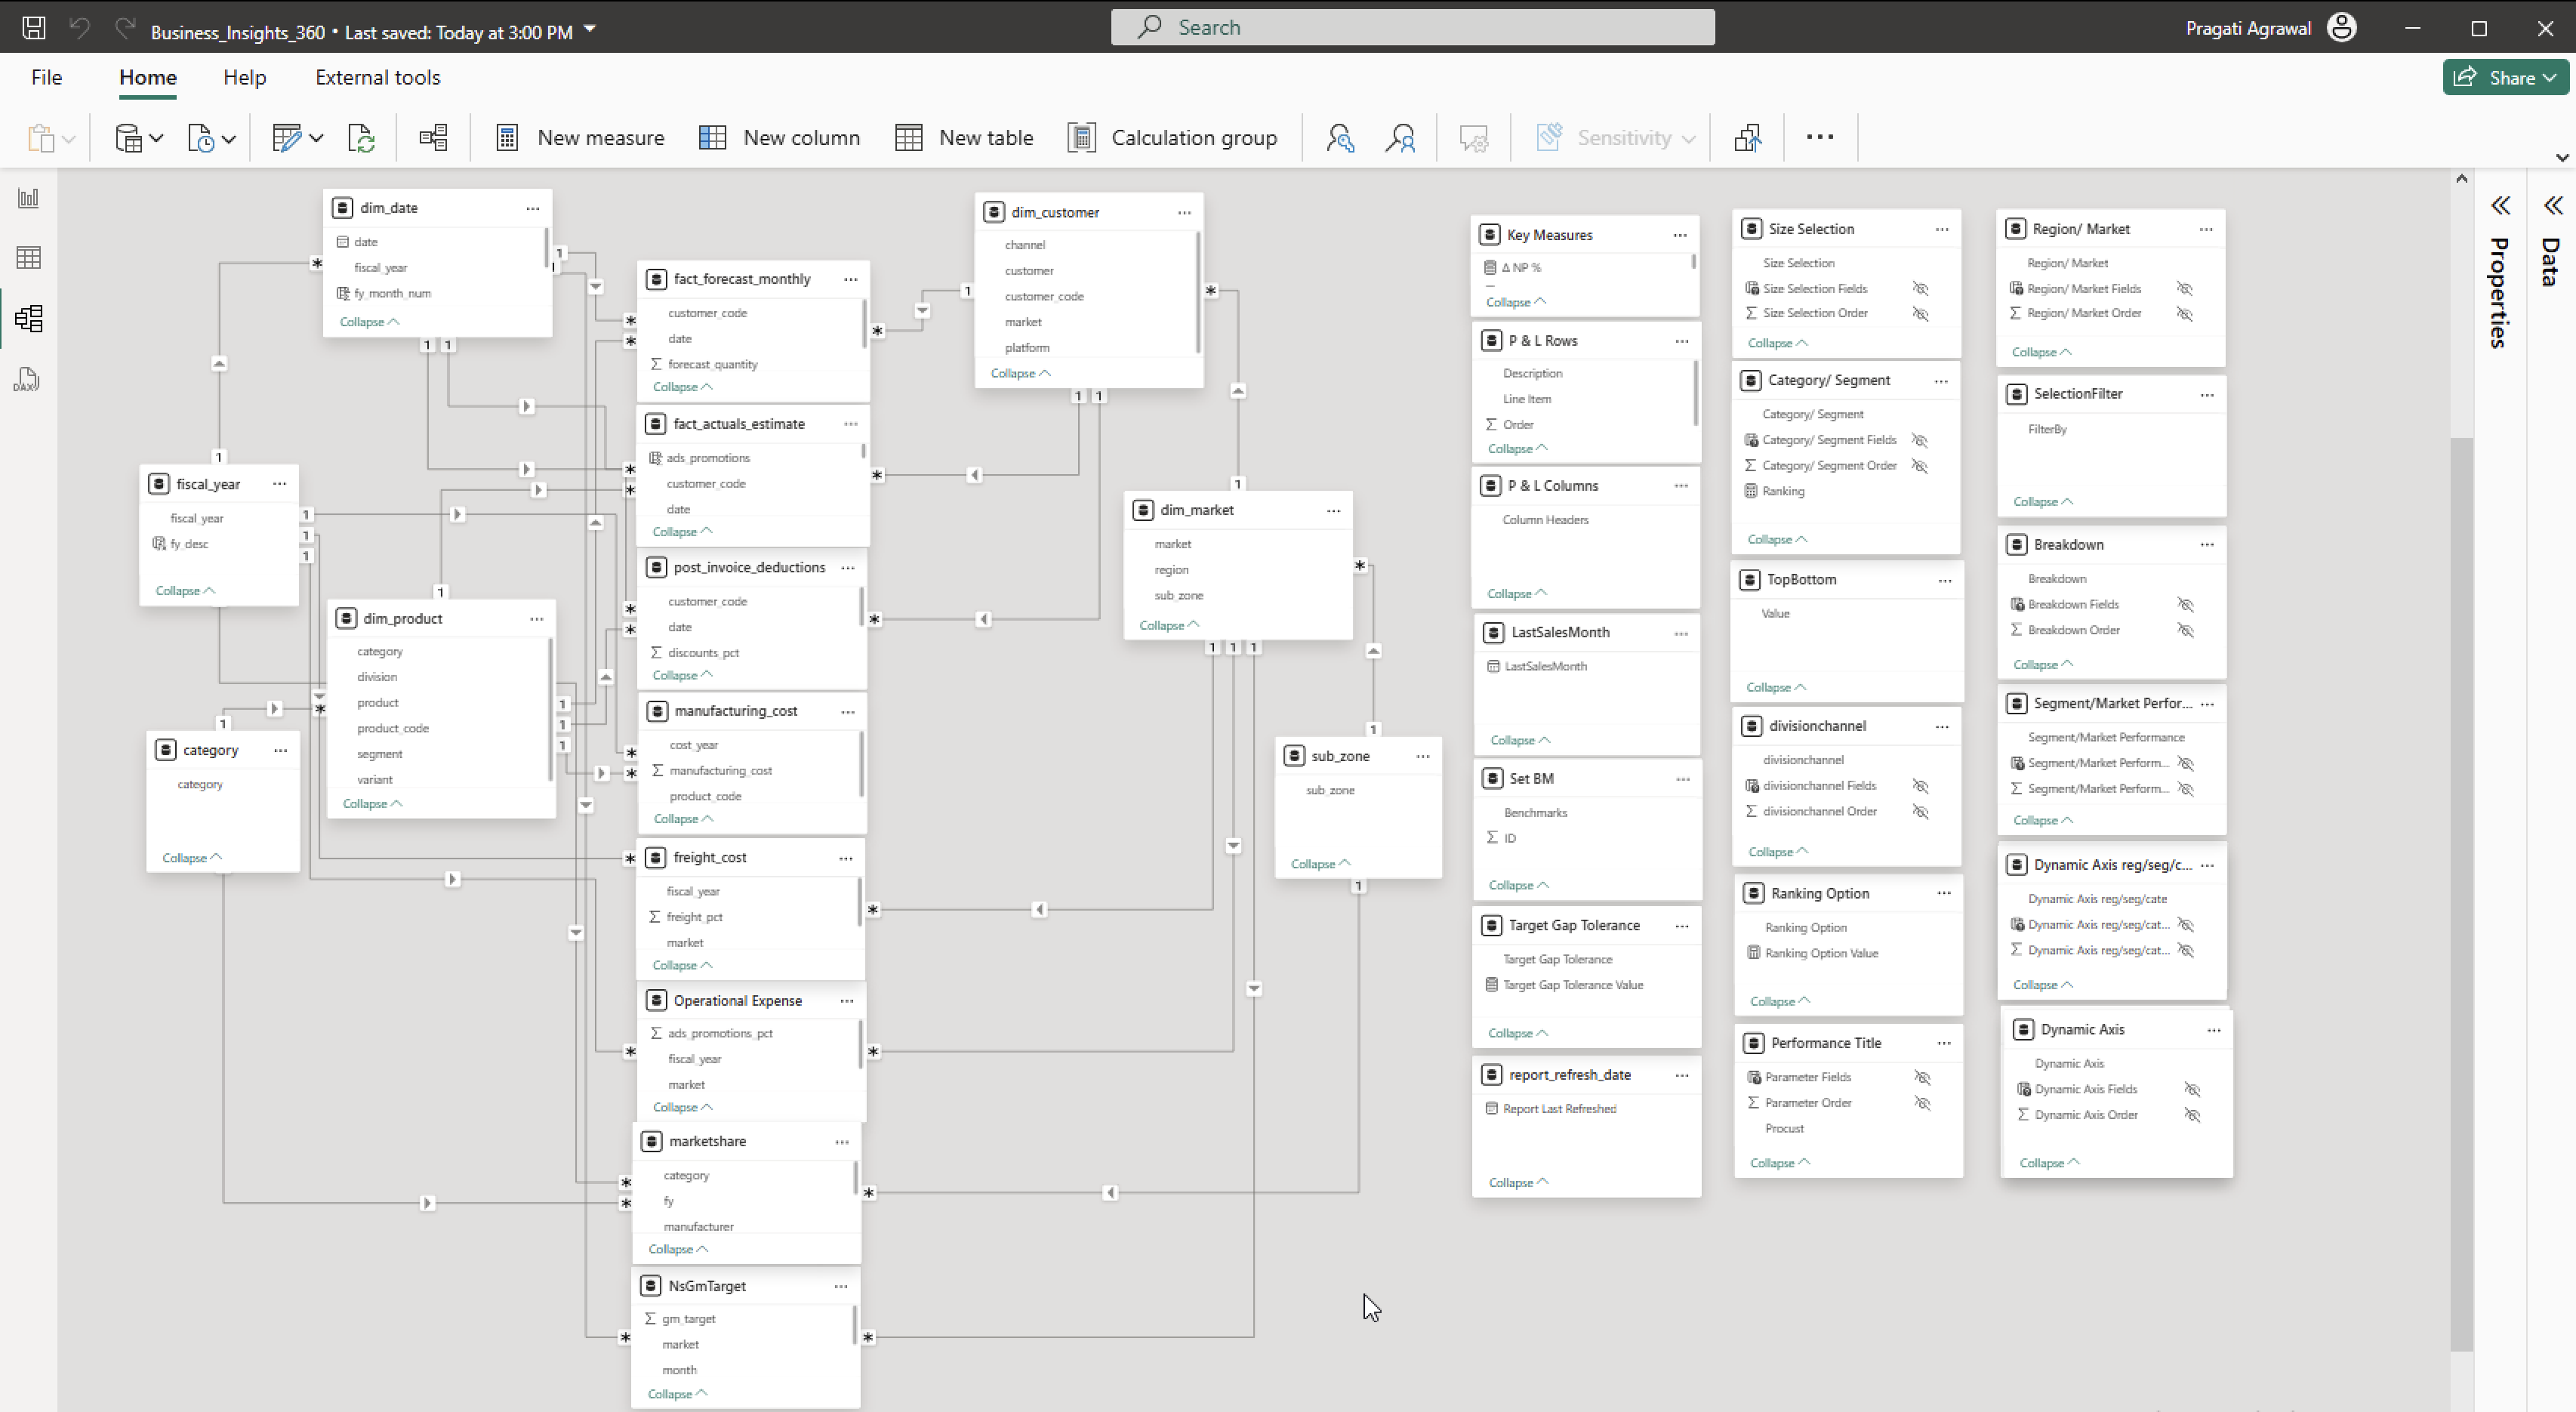 Business_Insights_360 • Last saved: Today at 3:00 PM
Search
Pragati Agrawal
File
Home
Help
External tools
Share
New measure
New column
New table
Calculation group
Sensitivity
DAX
dim_date
date
fiscal_year
fy_month_num
Collapse
fiscal_year
fiscal_year
fy_desc
Collapse
dim_product
category
division
product
product_code
segment
variant
Collapse
category
category
Collapse
fact_forecast_monthly
customer_code
date
forecast_quantity
Collapse
fact_actuals_estimate
ads_promotions
customer_code
date
Collapse
post_invoice_deductions
customer_code
date
discounts_pct
Collapse
manufacturing_cost
cost_year
manufacturing_cost
product_code
Collapse
freight_cost
fiscal_year
freight_pct
market
Collapse
Operational Expense
ads_promotions_pct
fiscal_year
market
Collapse
marketshare
category
fy
manufacturer
Collapse
NsGmTarget
gm_target
market
month
Collapse
dim_customer
channel
customer
customer_code
market
platform
Collapse
dim_market
market
region
sub_zone
Collapse
sub_zone
sub_zone
Collapse
Key Measures
Δ NP %
Collapse
P & L Rows
Description
Line Item
Order
Collapse
P & L Columns
Column Headers
Collapse
LastSalesMonth
LastSalesMonth
Collapse
Set BM
Benchmarks
ID
Collapse
Target Gap Tolerance
Target Gap Tolerance
Target Gap Tolerance Value
Collapse
report_refresh_date
Report Last Refreshed
Collapse
Size Selection
Size Selection
Size Selection Fields
Size Selection Order
Collapse
Category/ Segment
Category/ Segment
Category/ Segment Fields
Category/ Segment Order
Ranking
Collapse
TopBottom
Value
Collapse
divisionchannel
divisionchannel
divisionchannel Fields
divisionchannel Order
Collapse
Ranking Option
Ranking Option
Ranking Option Value
Collapse
Performance Title
Parameter Fields
Parameter Order
Procust
Collapse
Region/ Market
Region/ Market
Region/ Market Fields
Region/ Market Order
Collapse
SelectionFilter
FilterBy
Collapse
Breakdown
Breakdown
Breakdown Fields
Breakdown Order
Collapse
Segment/Market Perfor...
Segment/Market Performance
Segment/Market Perform...
Segment/Market Perform...
Collapse
Dynamic Axis reg/seg/c...
Dynamic Axis reg/seg/cate
Dynamic Axis reg/seg/cat...
Dynamic Axis reg/seg/cat...
Collapse
Dynamic Axis
Dynamic Axis
Dynamic Axis Fields
Dynamic Axis Order
Collapse
Properties
Data